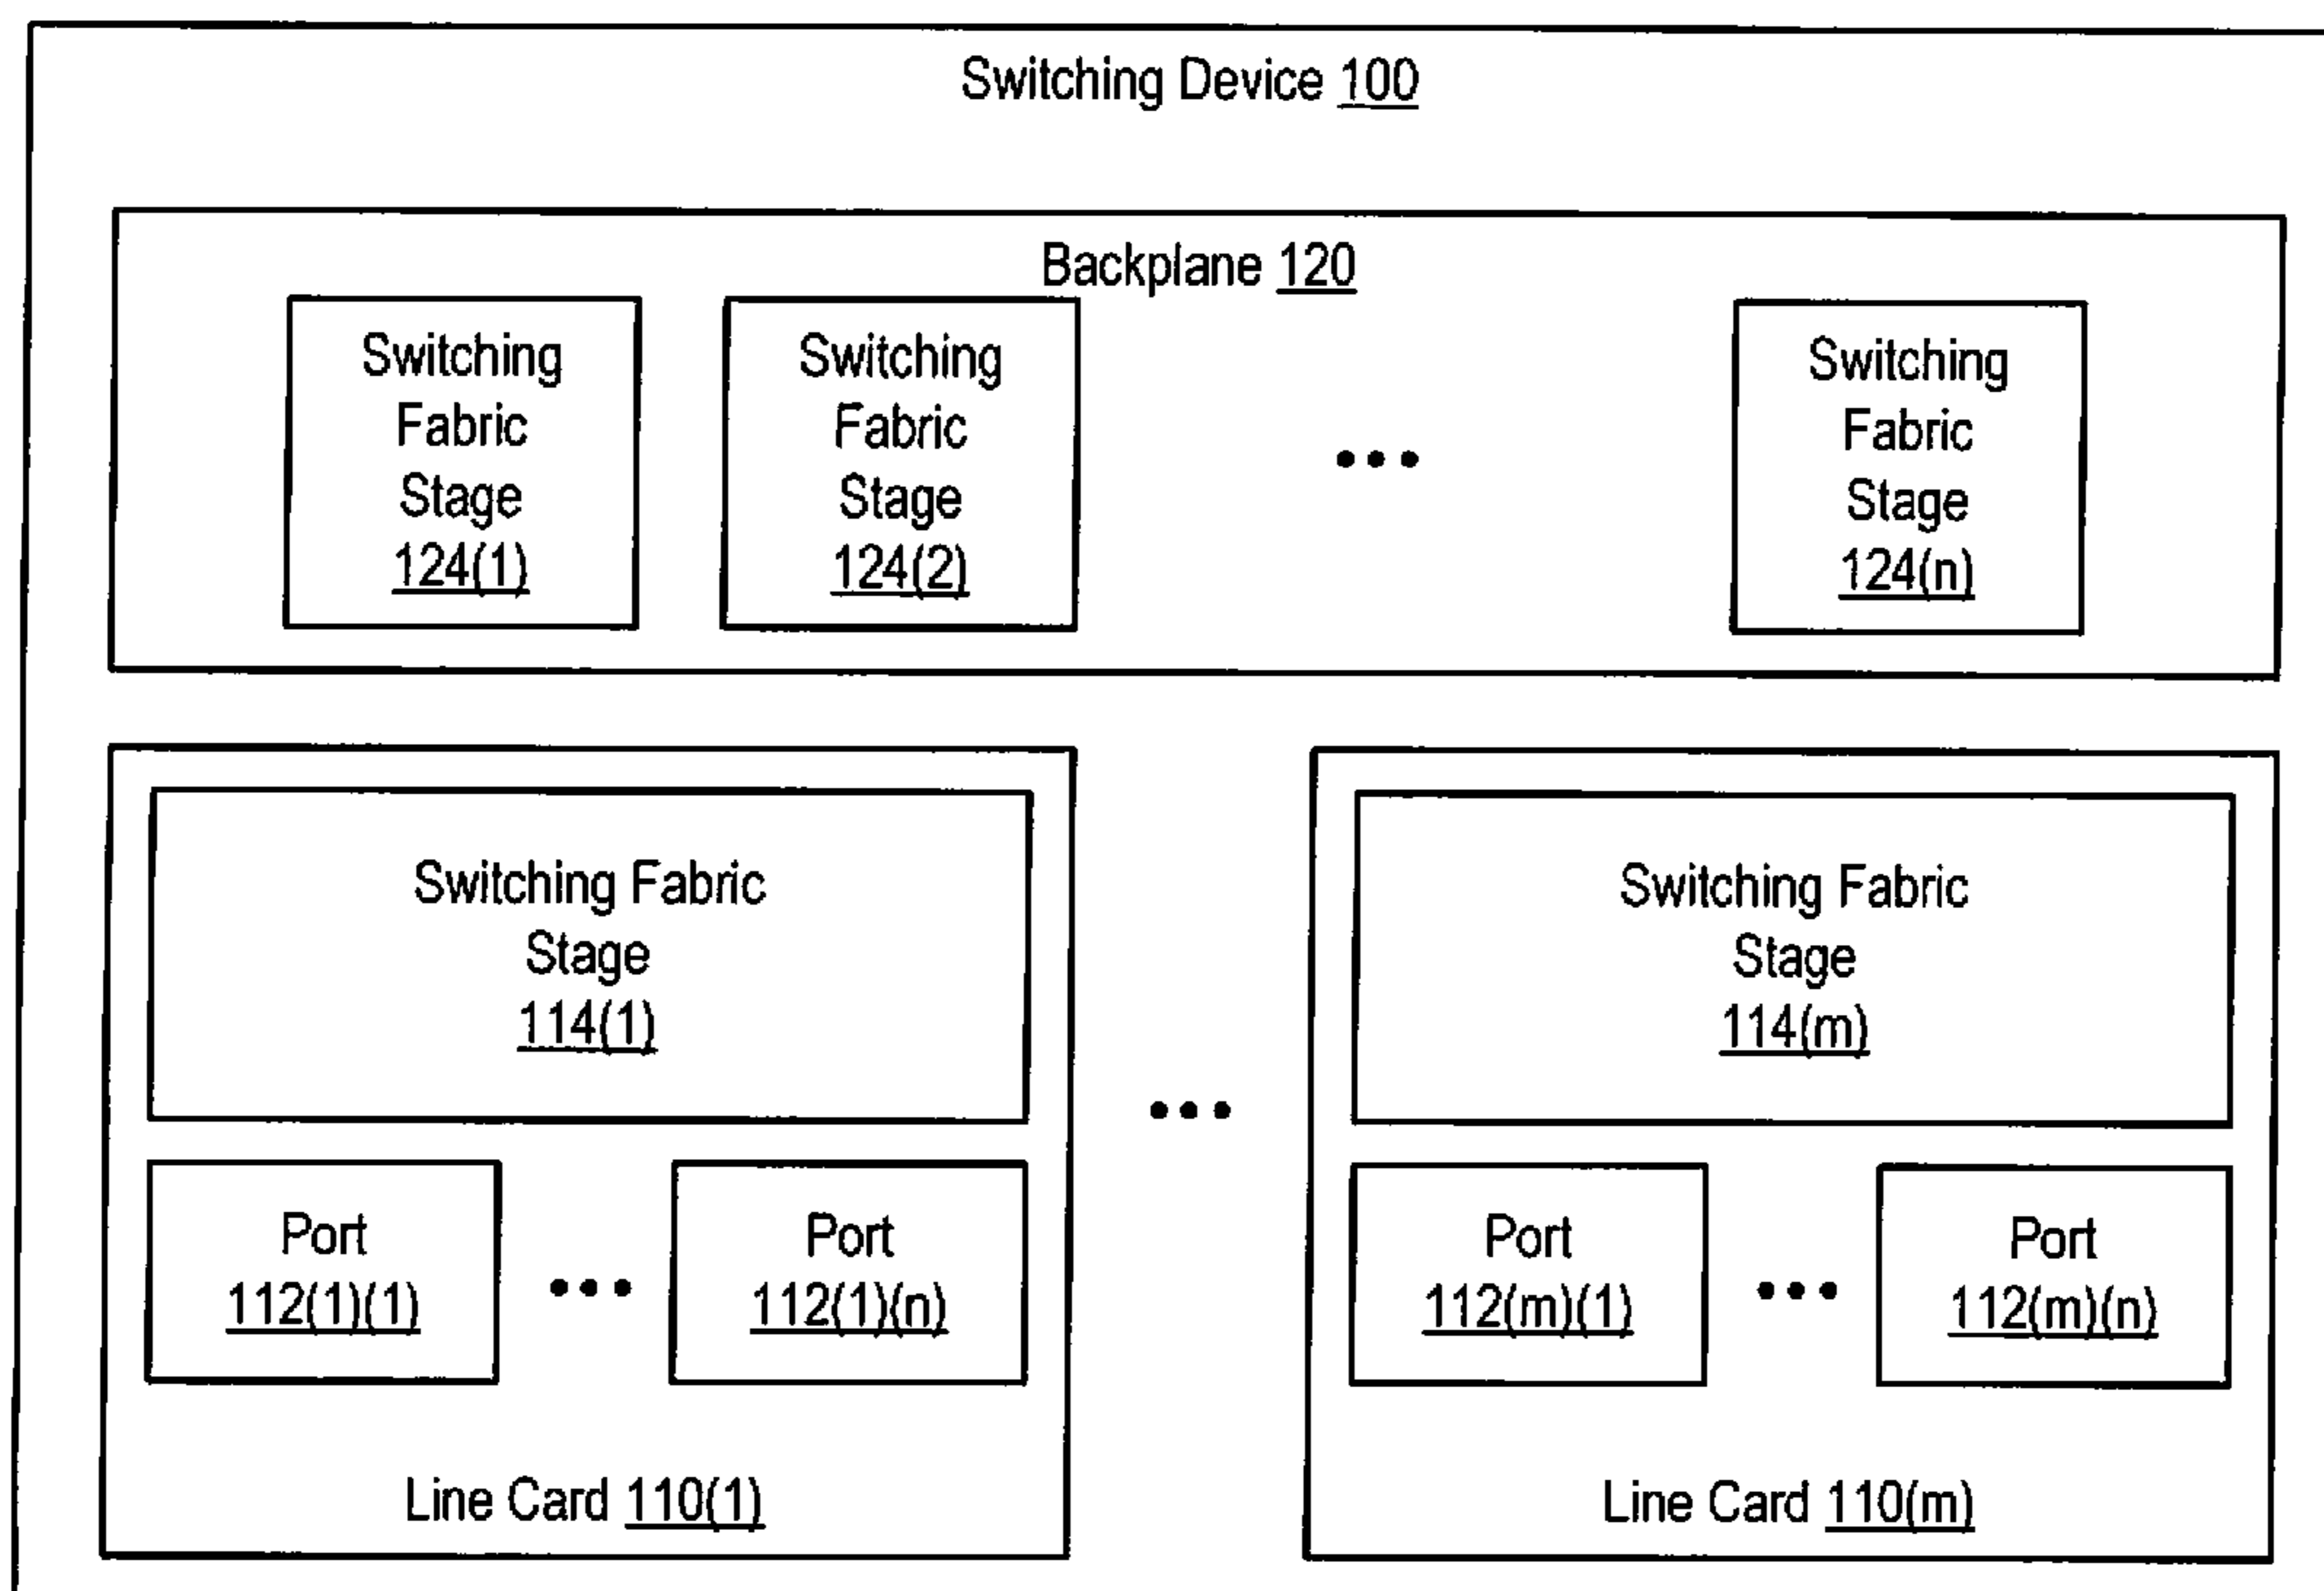 Switching Device 100
Backplane 120
Switching
Fabric
Stage
124(1)
Switching
Fabric
Stage
124(2)
Switching
Fabric
Stage
124(n)
Switching Fabric
Stage
114(1)
Port
112(1)(1)
Port
112(1)(n)
Line Card 110(1)
Switching Fabric
Stage
114(m)
Port
112(m)(1)
Port
112(m)(n)
Line Card 110(m)